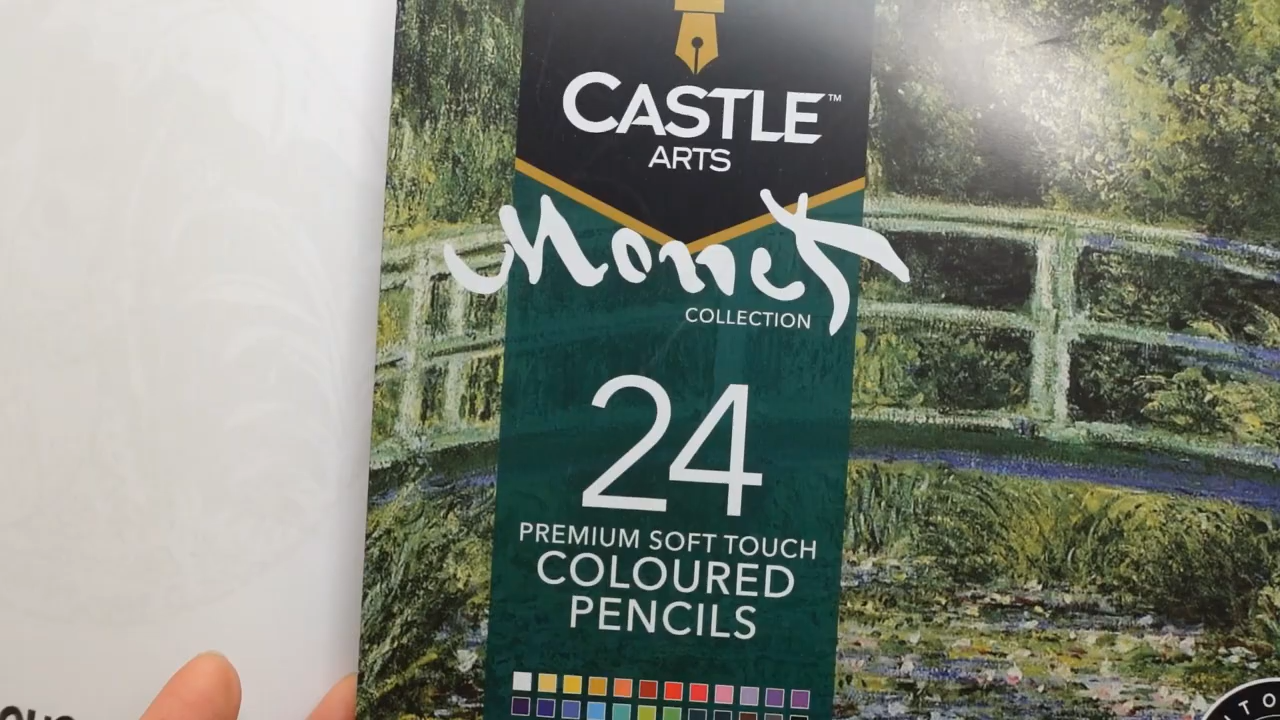 CASTLE™
ARTS
Monet
COLLECTION
24
PREMIUM SOFT TOUCH
COLOURED
PENCILS